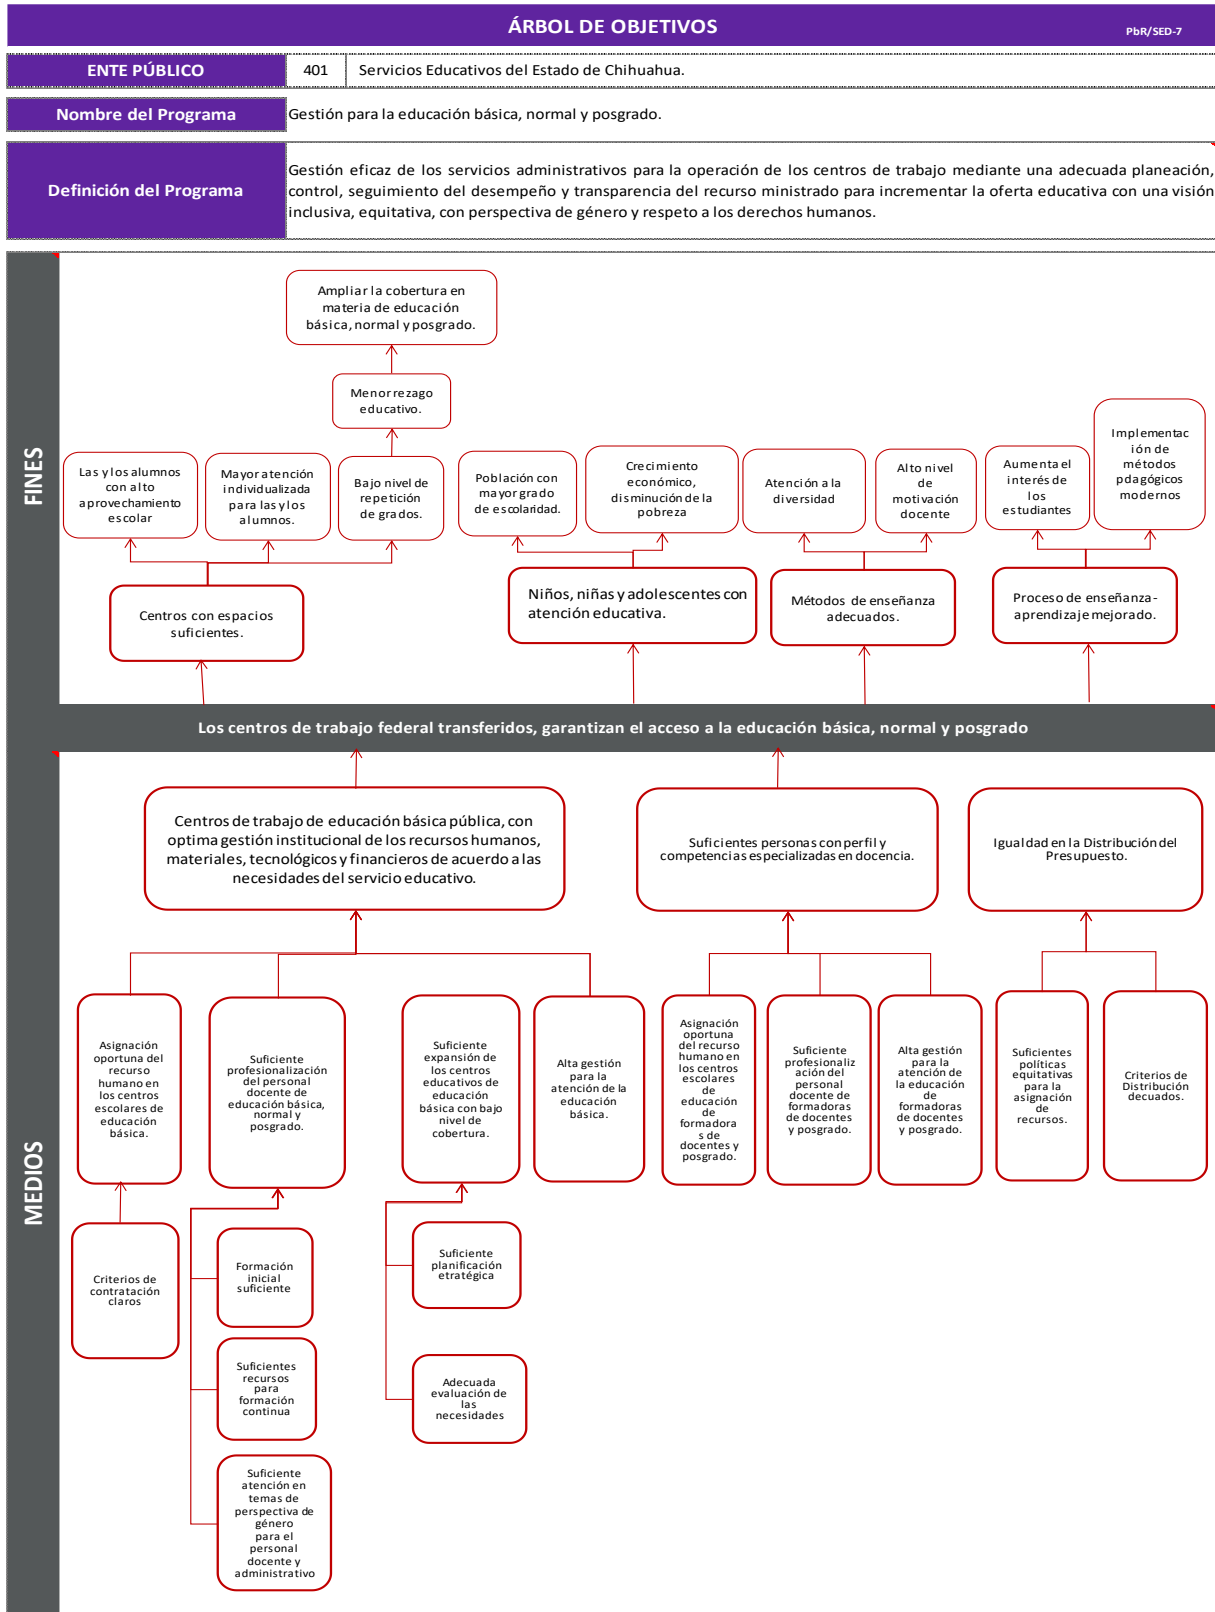 ÁRBOL DE OBJETIVOS
PbR/SED-7
ENTE PÚBLICO
401
Servicios Educativos del Estado de Chihuahua.
Nombre del Programa
Gestión para la educación básica, normal y posgrado.
Definición del Programa
Gestión eficaz de los servicios administrativos para la operación de los centros de trabajo mediante una adecuada planeación,
control, seguimiento del desempeño y transparencia del recurso ministrado para incrementar la oferta educativa con una visión
inclusiva, equitativa, con perspectiva de género y respeto a los derechos humanos.
FINES
Ampliar la cobertura en
materia de educación
básica, normal y posgrado.
Menor rezago
educativo.
Las y los alumnos
con alto
aprovechamiento
escolar
Mayor atención
individualizada
para las y los
alumnos.
Bajo nivel de
repetición
de grados.
Población con
mayor grado
de escolaridad.
Crecimiento
económico,
disminución de la
pobreza
Atención a la
diversidad
Alto nivel
de
motivación
docente
Aumenta el
interés de
los
estudiantes
Implementac
ión de
métodos
pdagógicos
modernos
Centros con espacios
suficientes.
Niños, niñas y adolescentes con
atención educativa.
Métodos de enseñanza
adecuados.
Proceso de enseñanza-
aprendizaje mejorado.
Los centros de trabajo federal transferidos, garantizan el acceso a la educación básica, normal y posgrado
MEDIOS
Centros de trabajo de educación básica pública, con
optima gestión institucional de los recursos humanos,
materiales, tecnológicos y financieros de acuerdo a las
necesidades del servicio educativo.
Suficientes personas con perfil y
competencias especializadas en docencia.
Igualdad en la Distribución del
Presupuesto.
Asignación
oportuna del
recurso
humano en
los centros
escolares de
educación
básica.
Suficiente
profesionalización
del personal
docente de
educación básica,
normal y
posgrado.
Suficiente
expansión de
los centros
educativos de
educación
básica con bajo
nivel de
cobertura.
Alta gestión
para la
atención de la
educación
básica.
Asignación
oportuna
del recurso
humano en
los centros
escolares
de
educación
de
formadora
s de
docentes y
posgrado.
Suficiente
profesionaliz
ación del
personal
docente de
formadoras
de docentes
y posgrado.
Alta gestión
para la
atención de
la educación
de
formadoras
de docentes
y posgrado.
Suficientes
políticas
equitativas
para la
asignación
de
recursos.
Criterios de
Distribución
decuados.
Criterios de
contratación
claros
Formación
inicial
suficiente
Suficientes
recursos
para
formación
continua
Suficiente
atención en
temas de
perspectiva de
género
para el
personal
docente y
administrativo
Suficiente
planificación
etratégica
Adecuada
evaluación de
las
necesidades